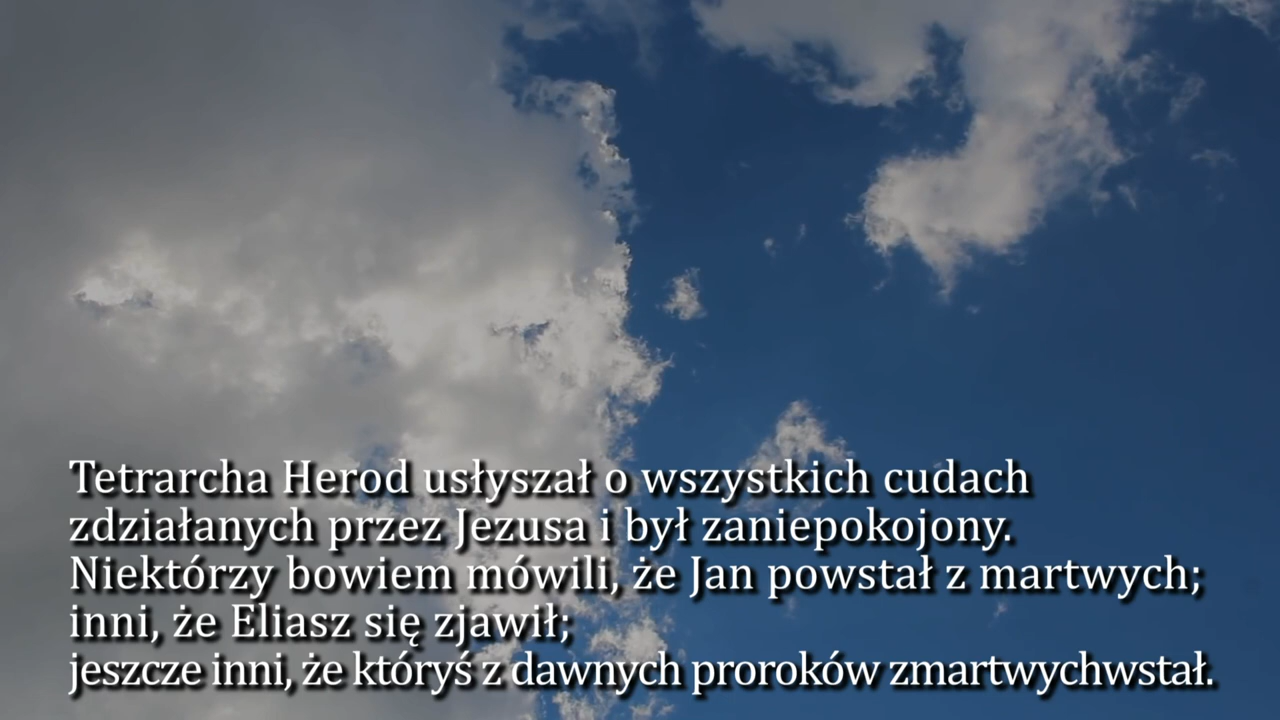 Tetrarcha Herod usłyszał o wszystkich cudach
zdziałanych przez Jezusa i był zaniepokojony.
Niektórzy bowiem mówili, że Jan powstał z martwych;
inni, że Eliasz się zjawił;
jeszcze inni, że któryś z dawnych proroków zmartwychwstał.